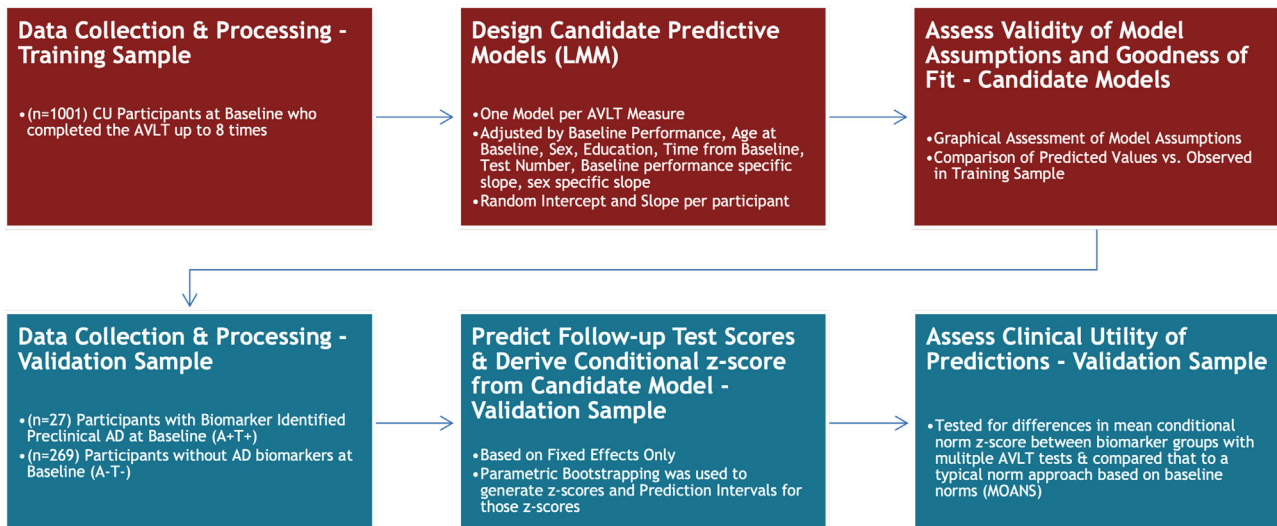 Data Collection & Processing -
Training Sample
•(n=1001) CU Participants at Baseline who
completed the AVLT up to 8 times
Design Candidate Predictive
Models (LMM)
•One Model per AVLT Measure
•Adjusted by Baseline Performance, Age at
Baseline, Sex, Education, Time from Baseline,
Test Number, Baseline performance specific
slope, sex specific slope
•Random Intercept and Slope per participant
Assess Validity of Model
Assumptions and Goodness of
Fit - Candidate Models
•Graphical Assessment of Model Assumptions
•Comparison of Predicted Values vs. Observed
in Training Sample
Data Collection & Processing -
Validation Sample
•(n=27) Participants with Biomarker Identified
Preclinical AD at Baseline (A+T+)
•(n=269) Participants without AD biomarkers at
Baseline (A-T-)
Predict Follow-up Test Scores
& Derive Conditional z-score
from Candidate Model -
Validation Sample
•Based on Fixed Effects Only
•Parametric Bootstrapping was used to
generate z-scores and Prediction Intervals for
those z-scores
Assess Clinical Utility of
Predictions - Validation Sample
•Tested for differences in mean conditional
norm z-score between biomarker groups with
mulitple AVLT tests & compared that to a
typical norm approach based on baseline
norms (MOANS)